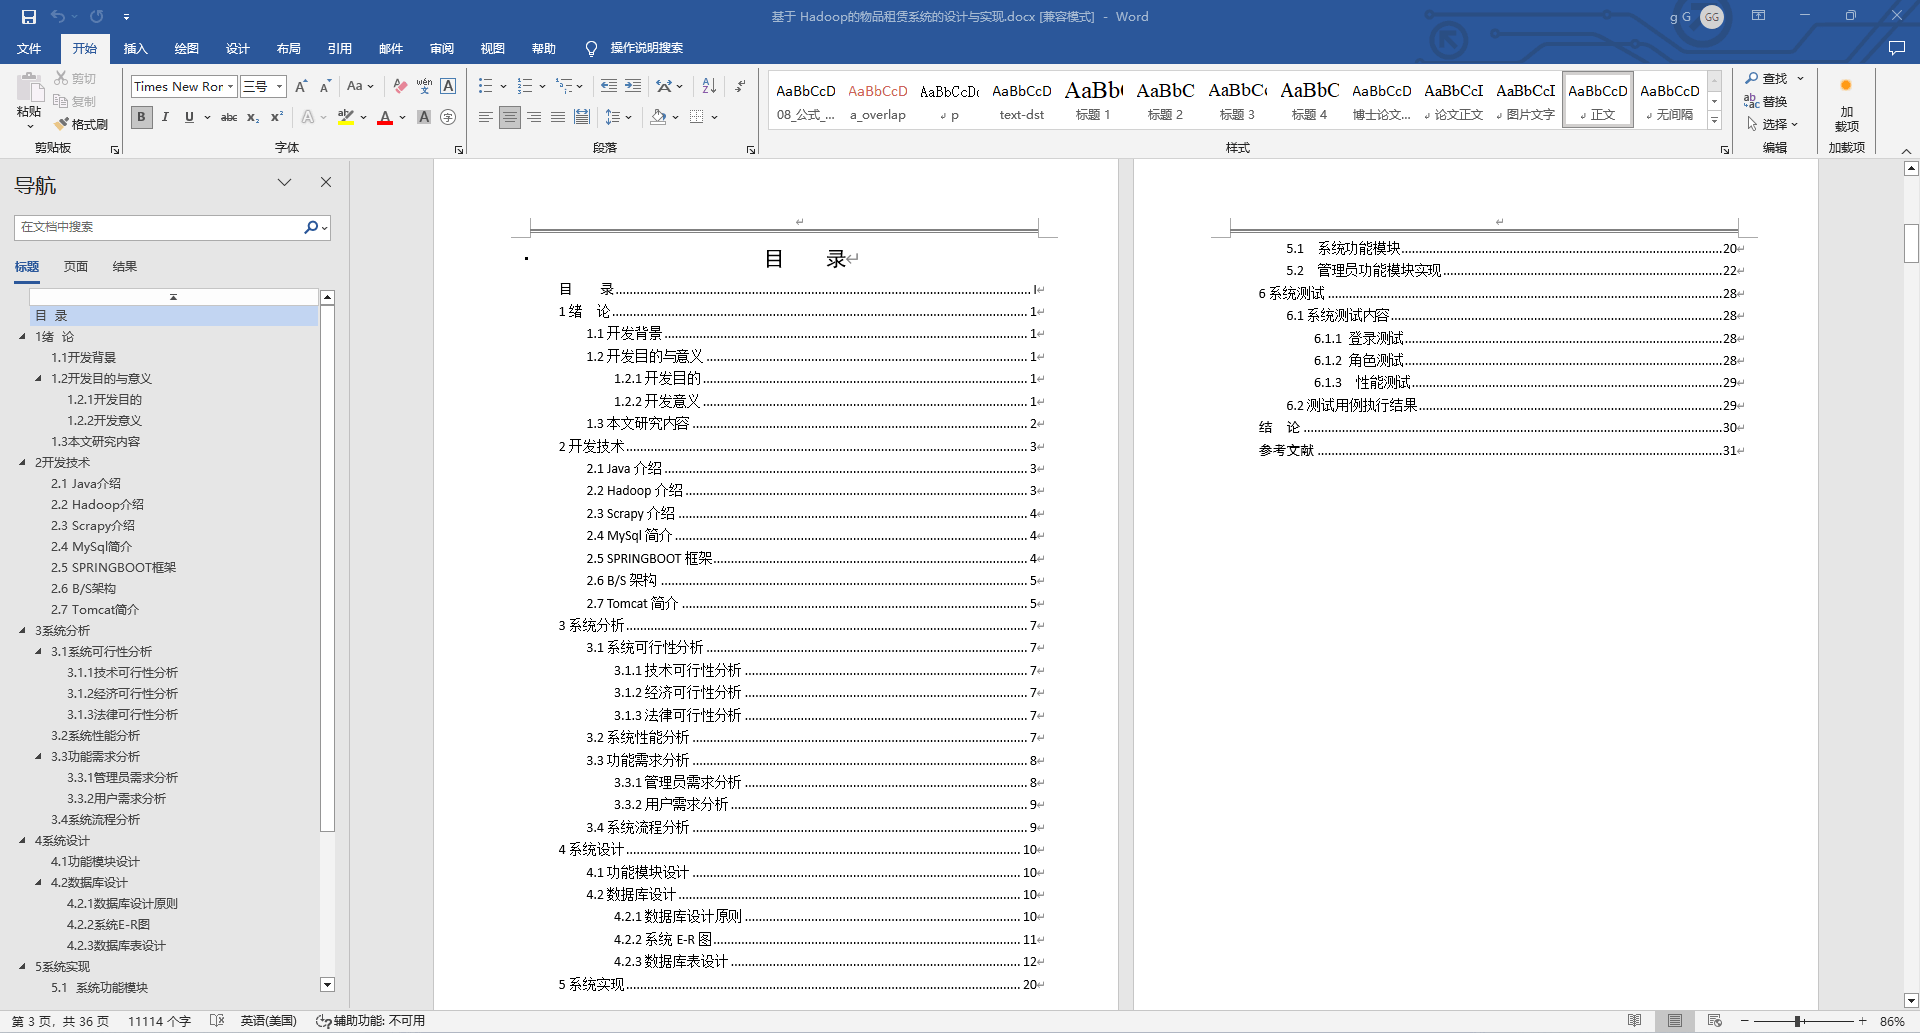 基于 Hadoop的物品租赁系统的设计与实现.docx [兼容模式] - Word
g G
GG
文件 开始 插入 绘图 设计 布局 引用 邮件 审阅 视图 帮助 操作说明搜索
粘贴
剪切
复制
格式刷
剪贴板
Times New Ror 三号
字体
段落
AaBbCcD AaBbCcD AaBbCcDc AaBbCcD AaBb( AaBbC AaBbC( AaBbC AaBbCcD AaBbCcI AaBbCcI AaBbCcD AaBbCcD
08_公式_... a_overlap p text-dst 标题 1 标题 2 标题 3 标题 4 博士论文... 论文正文 图片文字 正文 无间隔
样式
查找
替换
选择
编辑
加
载项
加载项
导航
在文档中搜索
标题 页面 结果
目 录
1绪 论
1.1开发背景
1.2开发目的与意义
1.2.1开发目的
1.2.2开发意义
1.3本文研究内容
2开发技术
2.1 Java介绍
2.2 Hadoop介绍
2.3 Scrapy介绍
2.4 MySql简介
2.5 SPRINGBOOT框架
2.6 B/S架构
2.7 Tomcat简介
3系统分析
3.1系统可行性分析
3.1.1技术可行性分析
3.1.2经济可行性分析
3.1.3法律可行性分析
3.2系统性能分析
3.3功能需求分析
3.3.1管理员需求分析
3.3.2用户需求分析
3.4系统流程分析
4系统设计
4.1功能模块设计
4.2数据库设计
4.2.1数据库设计原则
4.2.2系统E-R图
4.2.3数据库表设计
5系统实现
5.1 系统功能模块
目 录
目 录 I
1 绪 论 1
1.1 开发背景 1
1.2 开发目的与意义 1
1.2.1 开发目的 1
1.2.2 开发意义 1
1.3 本文研究内容 2
2 开发技术 3
2.1 Java 介绍 3
2.2 Hadoop 介绍 3
2.3 Scrapy 介绍 4
2.4 MySql 简介 4
2.5 SPRINGBOOT 框架 4
2.6 B/S 架构 5
2.7 Tomcat 简介 5
3 系统分析 7
3.1 系统可行性分析 7
3.1.1 技术可行性分析 7
3.1.2 经济可行性分析 7
3.1.3 法律可行性分析 7
3.2 系统性能分析 7
3.3 功能需求分析 8
3.3.1 管理员需求分析 8
3.3.2 用户需求分析 9
3.4 系统流程分析 9
4 系统设计 10
4.1 功能模块设计 10
4.2 数据库设计 10
4.2.1 数据库设计原则 10
4.2.2 系统 E-R 图 11
4.2.3 数据库表设计 12
5 系统实现 20
5.1 系统功能模块 20
5.2 管理员功能模块实现 22
6 系统测试 28
6.1 系统测试内容 28
6.1.1 登录测试 28
6.1.2 角色测试 28
6.1.3 性能测试 29
6.2 测试用例执行结果 29
结 论 30
参考文献 31
第 3 页，共 36 页 11114 个字 英语(美国) 辅助功能: 不可用
86%